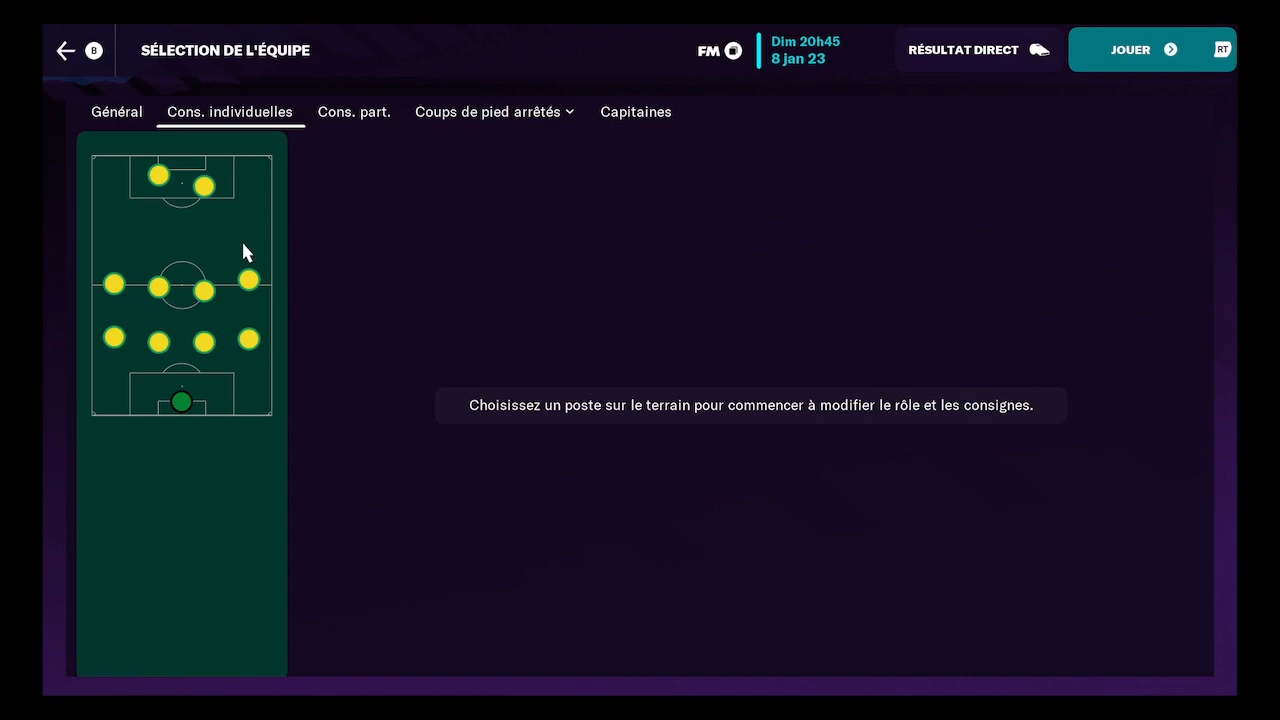 B
SÉLECTION DE L'ÉQUIPE
FM
Dim 20h45
8 jan 23
RÉSULTAT DIRECT
JOUER
RT
Général
Cons. individuelles
Cons. part.
Coups de pied arrêtés
Capitaines
Choisissez un poste sur le terrain pour commencer à modifier le rôle et les consignes.